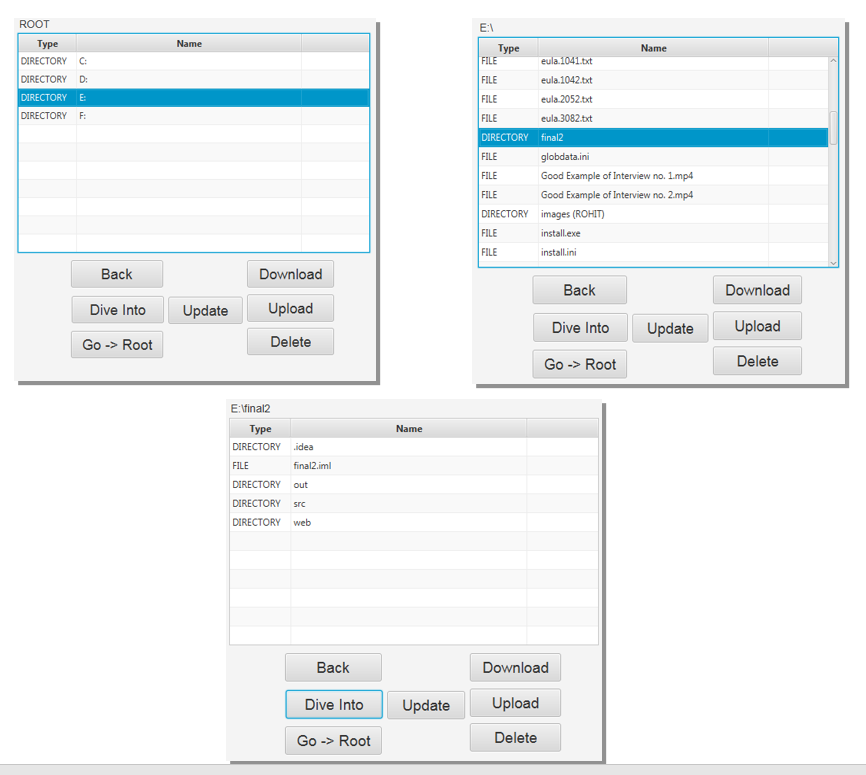 ROOT
Type Name
DIRECTORY C:
DIRECTORY D:
DIRECTORY E:
DIRECTORY F:
Back Download
Dive Into Update Upload
Go -> Root Delete
E:\
Type Name
FILE eula.1041.txt
FILE eula.1042.txt
FILE eula.2052.txt
FILE eula.3082.txt
DIRECTORY final2
FILE globdata.ini
FILE Good Example of Interview no. 1.mp4
FILE Good Example of Interview no. 2.mp4
DIRECTORY images (ROHIT)
FILE install.exe
FILE install.ini
Back Download
Dive Into Update Upload
Go -> Root Delete
E:\final2
Type Name
DIRECTORY .idea
FILE final2.iml
DIRECTORY out
DIRECTORY src
DIRECTORY web
Back Download
Dive Into Update Upload
Go -> Root Delete